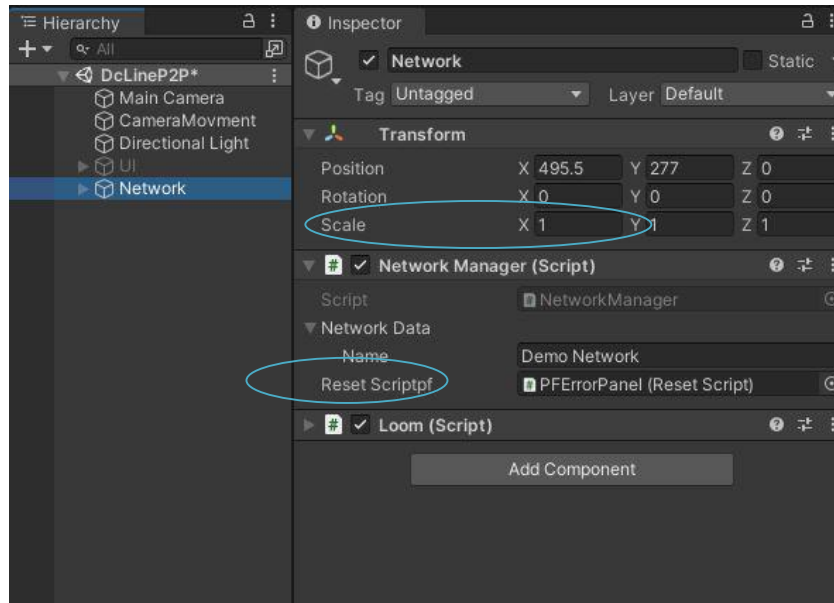 Hierarchy
All
DcLineP2P*
Main Camera
CameraMovment
Directional Light
UI
Network
Inspector
Network
Static
Tag Untagged Layer Default
Transform
Position X 495.5 Y 277 Z 0
Rotation X 0 Y 0 Z 0
Scale X 1 Y 1 Z 1
# Network Manager (Script)
Script NetworkManager
Network Data
Name Demo Network
Reset Scriptpf PFErrorPanel (Reset Script)
# Loom (Script)
Add Component